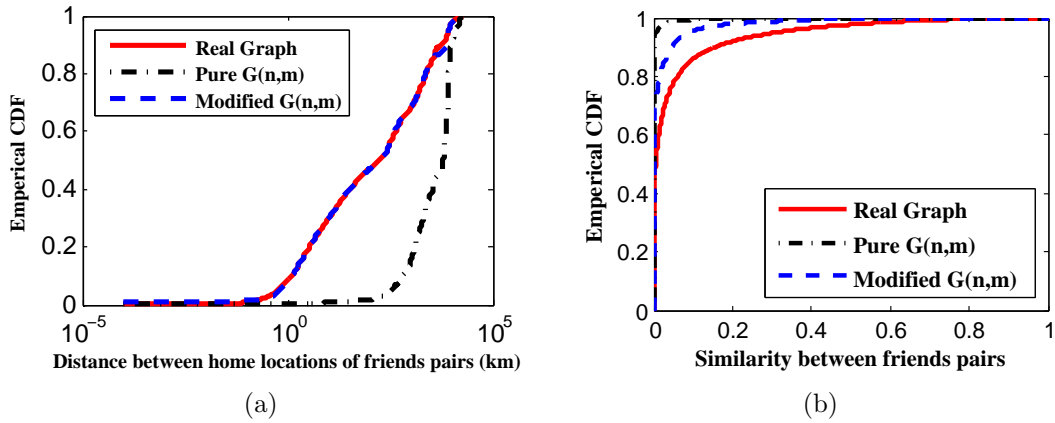 1
0.8
0.6
0.4
0.2
0
Emperical CDF
Real Graph
Pure G(n,m)
Modified G(n,m)
10^−5
10^0
10^5
Distance between home locations of friends pairs (km)
(a)
1
0.8
0.6
0.4
0.2
0
Emperical CDF
Real Graph
Pure G(n,m)
Modified G(n,m)
0 0.2 0.4 0.6 0.8 1
Similarity between friends pairs
(b)